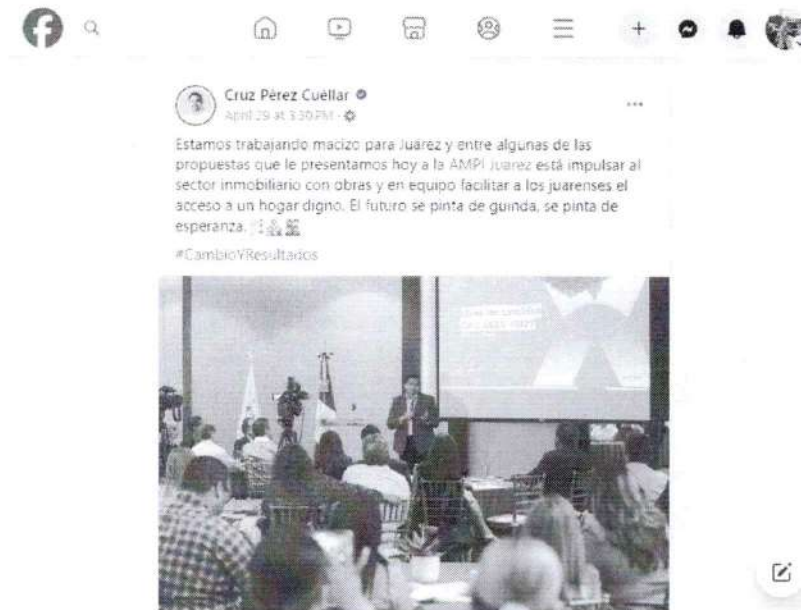 Cruz Pérez Cuéllar
April 29 at 3:30 PM
Estamos trabajando macizo para Juárez y entre algunas de las
propuestas que le presentamos hoy a la AMPI Juárez está impulsar al
sector inmobiliario con obras y en equipo facilitar a los juarenses el
acceso a un hogar digno. El futuro se pinta de guinda, se pinta de
esperanza.
#CambioYResultados